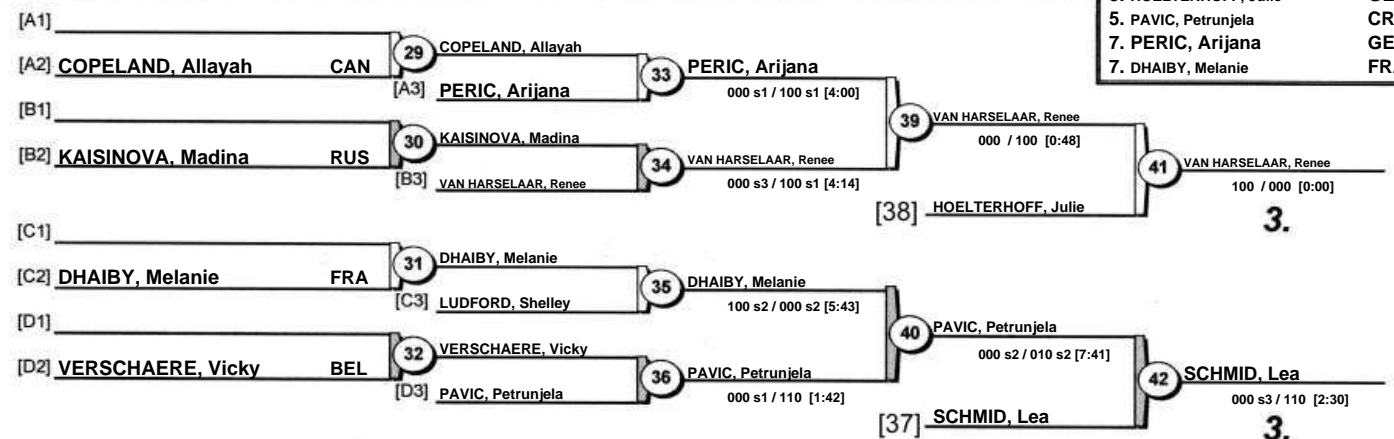 5. PAVIC, Petrunjela
7. PERIC, Arijana
7. DHAIBY, Melanie
[A1]
[A2] COPELAND, Allayah CAN
29
COPELAND, Allayah
[A3] PERIC, Arijana
33
PERIC, Arijana
000 s1 / 100 s1 [4:00]
[B1]
[B2] KAISINOVA, Madina RUS
30
KAISINOVA, Madina
[B3] VAN HARSELAAR, Renee
34
VAN HARSELAAR, Renee
000 s3 / 100 s1 [4:14]
39
VAN HARSELAAR, Renee
000 / 100 [0:48]
[38] HOELTERHOFF, Julie
41
VAN HARSELAAR, Renee
100 / 000 [0:00]
3.
[C1]
[C2] DHAIBY, Melanie FRA
31
DHAIBY, Melanie
[C3] LUDFORD, Shelley
35
DHAIBY, Melanie
100 s2 / 000 s2 [5:43]
[D1]
[D2] VERSCHAERE, Vicky BEL
32
VERSCHAERE, Vicky
[D3] PAVIC, Petrunjela
36
PAVIC, Petrunjela
000 s1 / 110 [1:42]
40
PAVIC, Petrunjela
000 s2 / 010 s2 [7:41]
[37] SCHMID, Lea
42
SCHMID, Lea
000 s3 / 110 [2:30]
3.